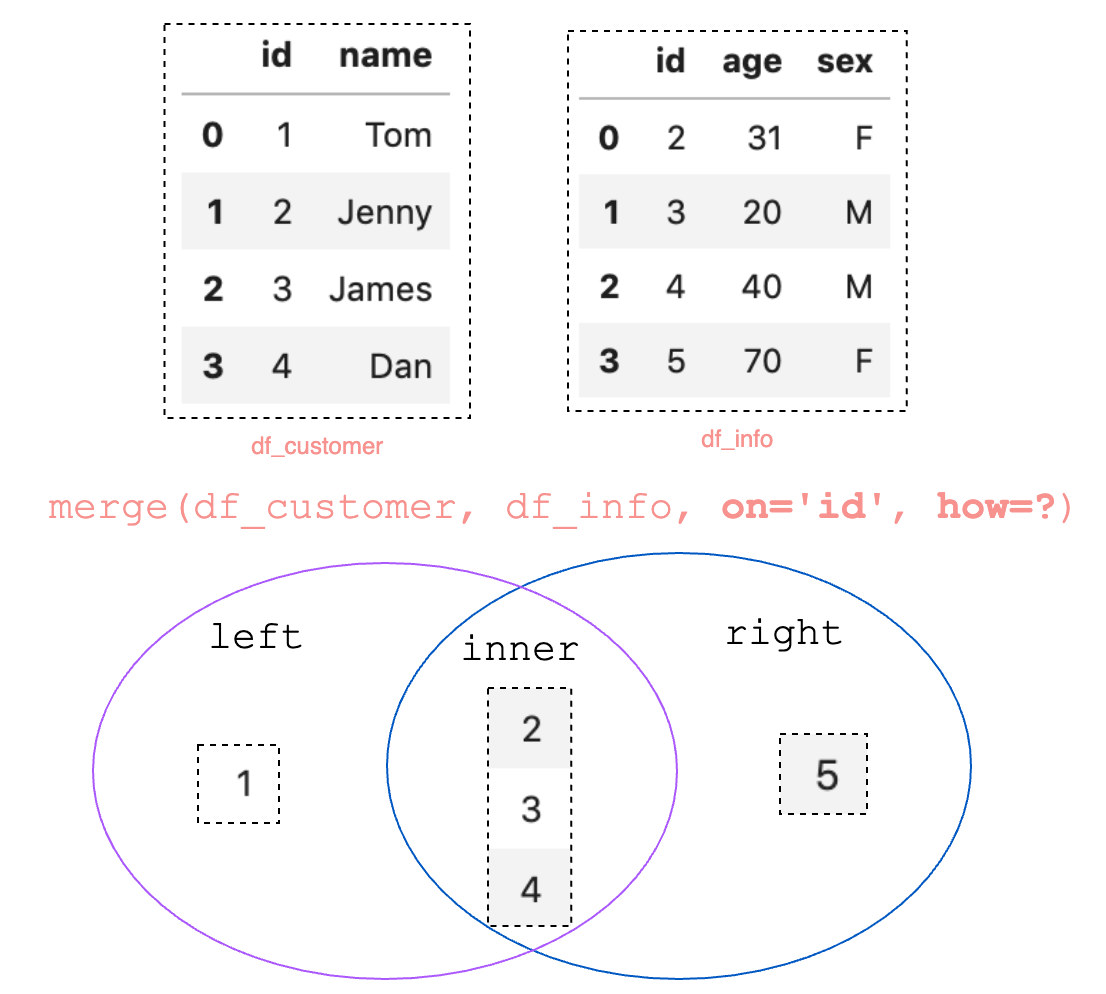 id name
0 1 Tom
1 2 Jenny
2 3 James
3 4 Dan
df_customer
id age sex
0 2 31 F
1 3 20 M
2 4 40 M
3 5 70 F
df_info
merge(df_customer, df_info, on='id', how=?)
left
inner
right
1
2
3
4
5